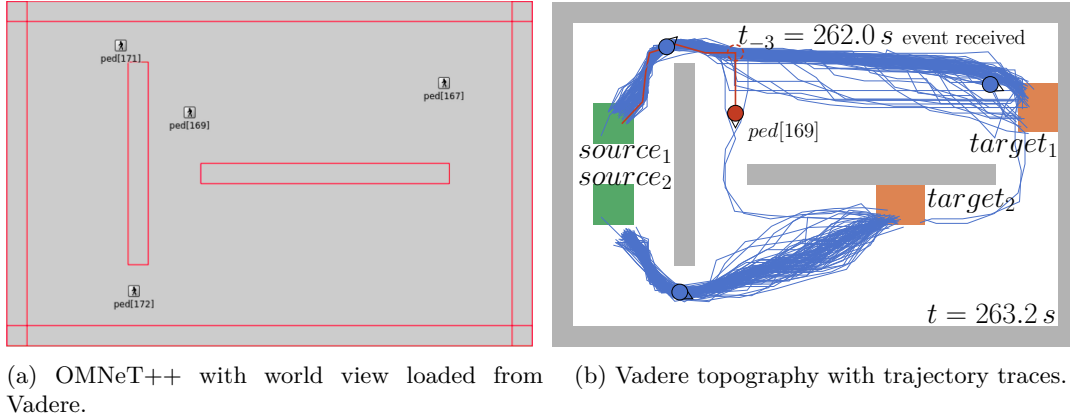 ped[171]
ped[167]
ped[169]
ped[172]
t₋₃ = 262.0 s event received
ped[169]
source₁
target₁
source₂
target₂
t = 263.2 s
(a) OMNeT++ with world view loaded from
Vadere.
(b) Vadere topography with trajectory traces.